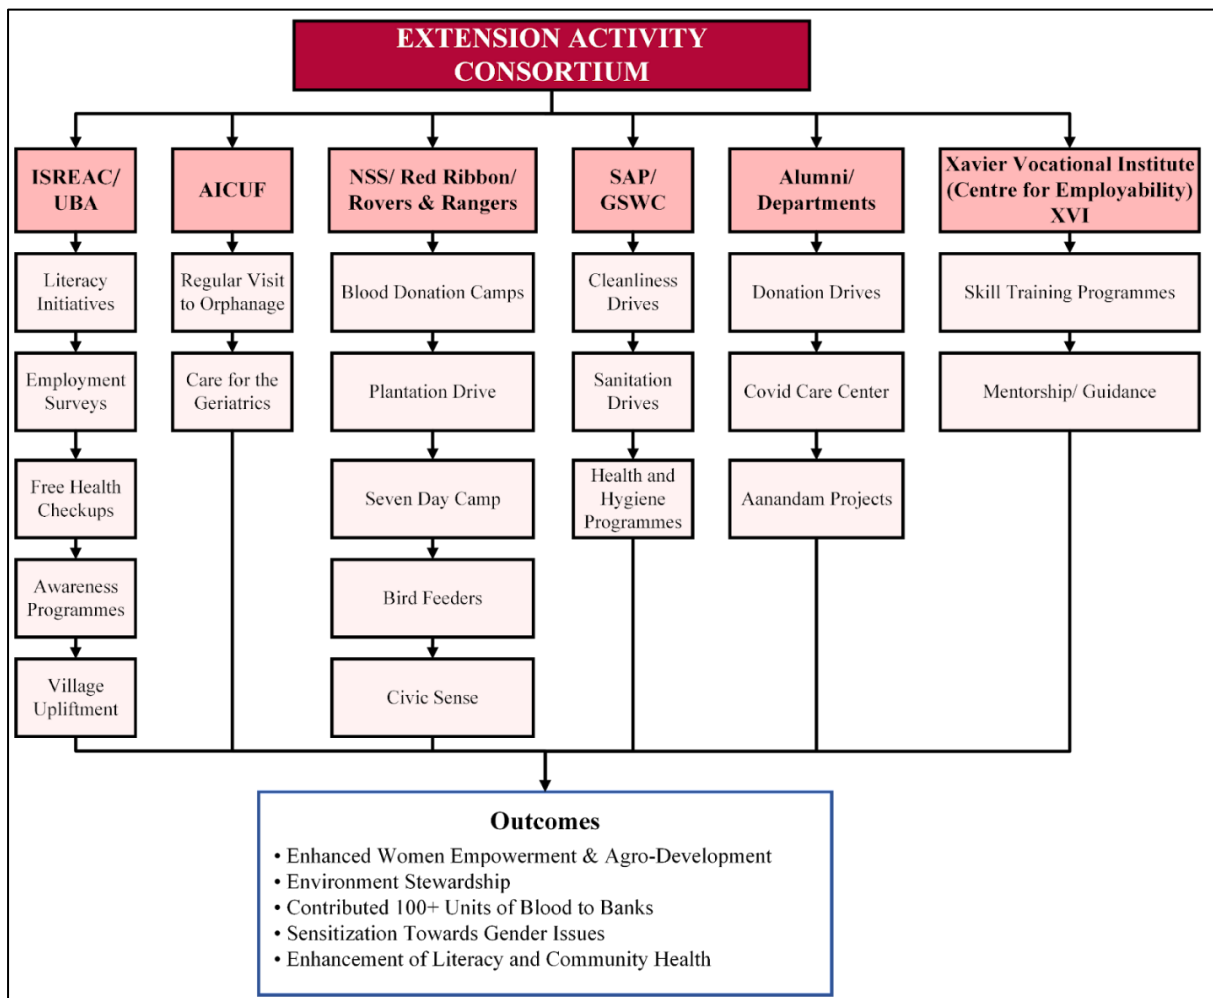 EXTENSION ACTIVITY
CONSORTIUM
ISREAC/
UBA
AICUF
NSS/ Red Ribbon/
Rovers & Rangers
SAP/
GSWC
Alumni/
Departments
Xavier Vocational Institute
(Centre for Employability)
XVI
Literacy
Initiatives
Regular Visit
to Orphanage
Blood Donation Camps
Cleanliness
Drives
Donation Drives
Skill Training Programmes
Employment
Surveys
Care for the
Geriatrics
Plantation Drive
Sanitation
Drives
Covid Care Center
Mentorship/ Guidance
Free Health
Checkups
Seven Day Camp
Health and
Hygiene
Programmes
Aanandam Projects
Awareness
Programmes
Bird Feeders
Village
Upliftment
Civic Sense
Outcomes
• Enhanced Women Empowerment & Agro-Development
• Environment Stewardship
• Contributed 100+ Units of Blood to Banks
• Sensitization Towards Gender Issues
• Enhancement of Literacy and Community Health